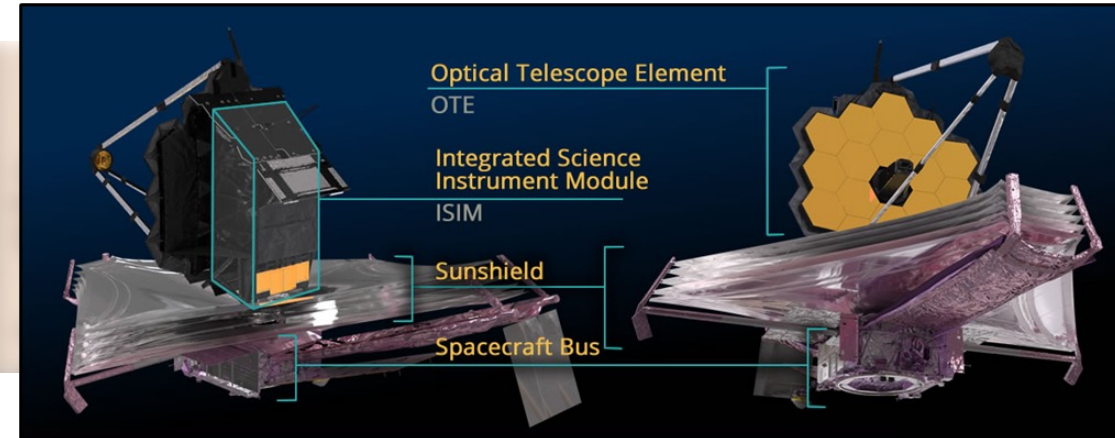 Optical Telescope Element
OTE
Integrated Science
Instrument Module
ISIM
Sunshield
Spacecraft Bus